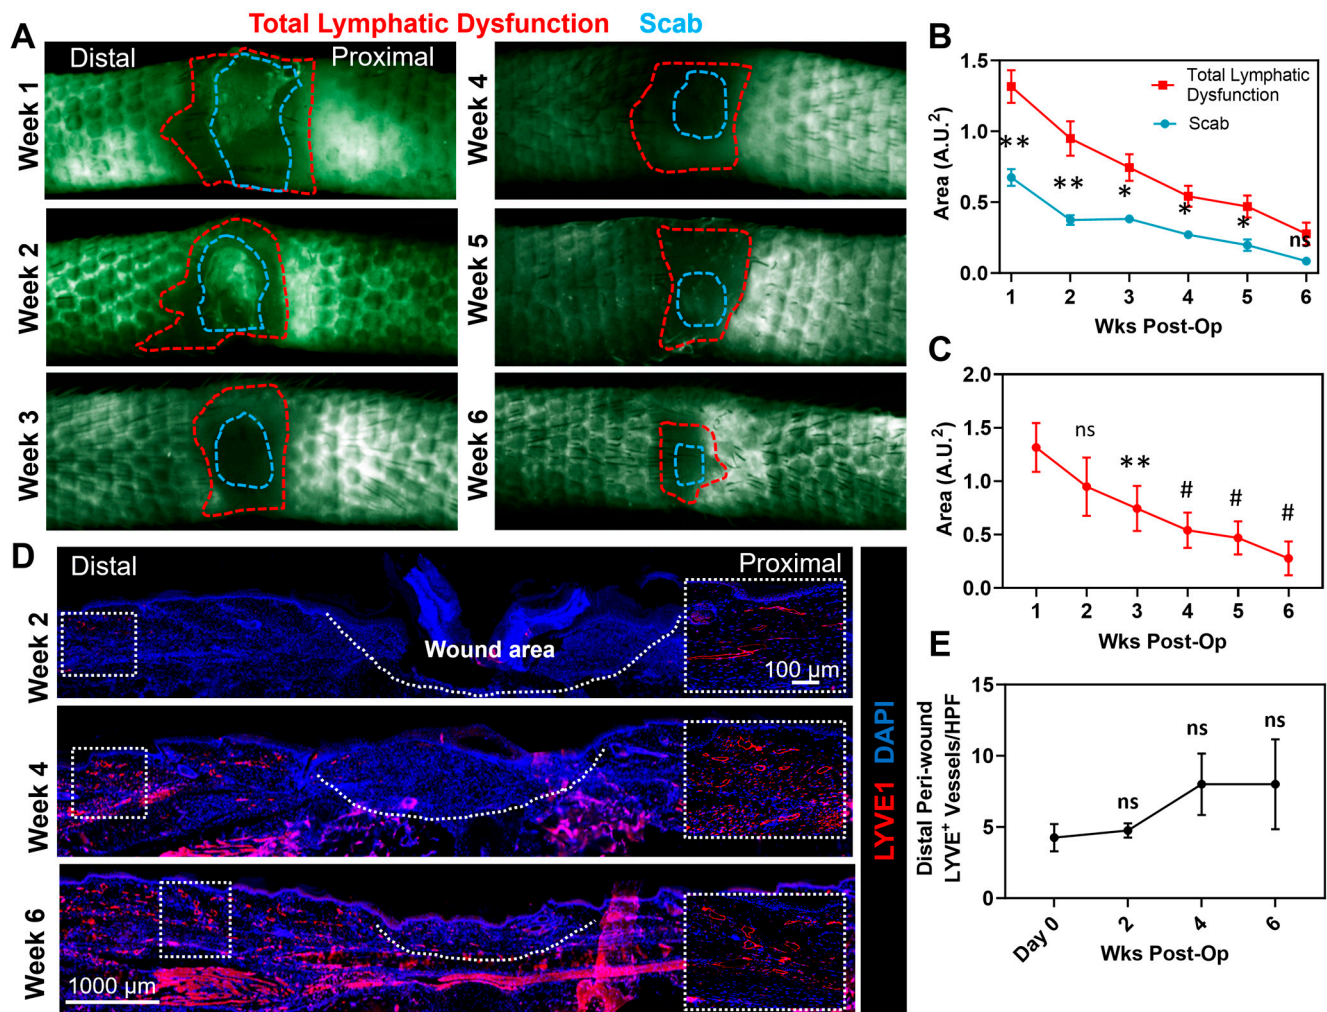 Total Lymphatic Dysfunction Scab
A
Distal Proximal
Week 1
Week 2
Week 3
Week 4
Week 5
Week 6
B
1.5
1.0
0.5
0.0
Area (A.U.²)
Total Lymphatic
Dysfunction
Scab
**
**
*
*
*
ns
1 2 3 4 5 6
Wks Post-Op
C
2.0
1.5
1.0
0.5
0.0
Area (A.U.²)
ns
**
#
#
#
1 2 3 4 5 6
Wks Post-Op
D
Distal Proximal
Week 2
Wound area
100 µm
Week 4
Week 6
1000 µm
LYVE1 DAPI
E
15
10
5
0
Distal Peri-wound
LYVE⁺ Vessels/HPF
ns
ns
ns
Day 0 2 4 6
Wks Post-Op